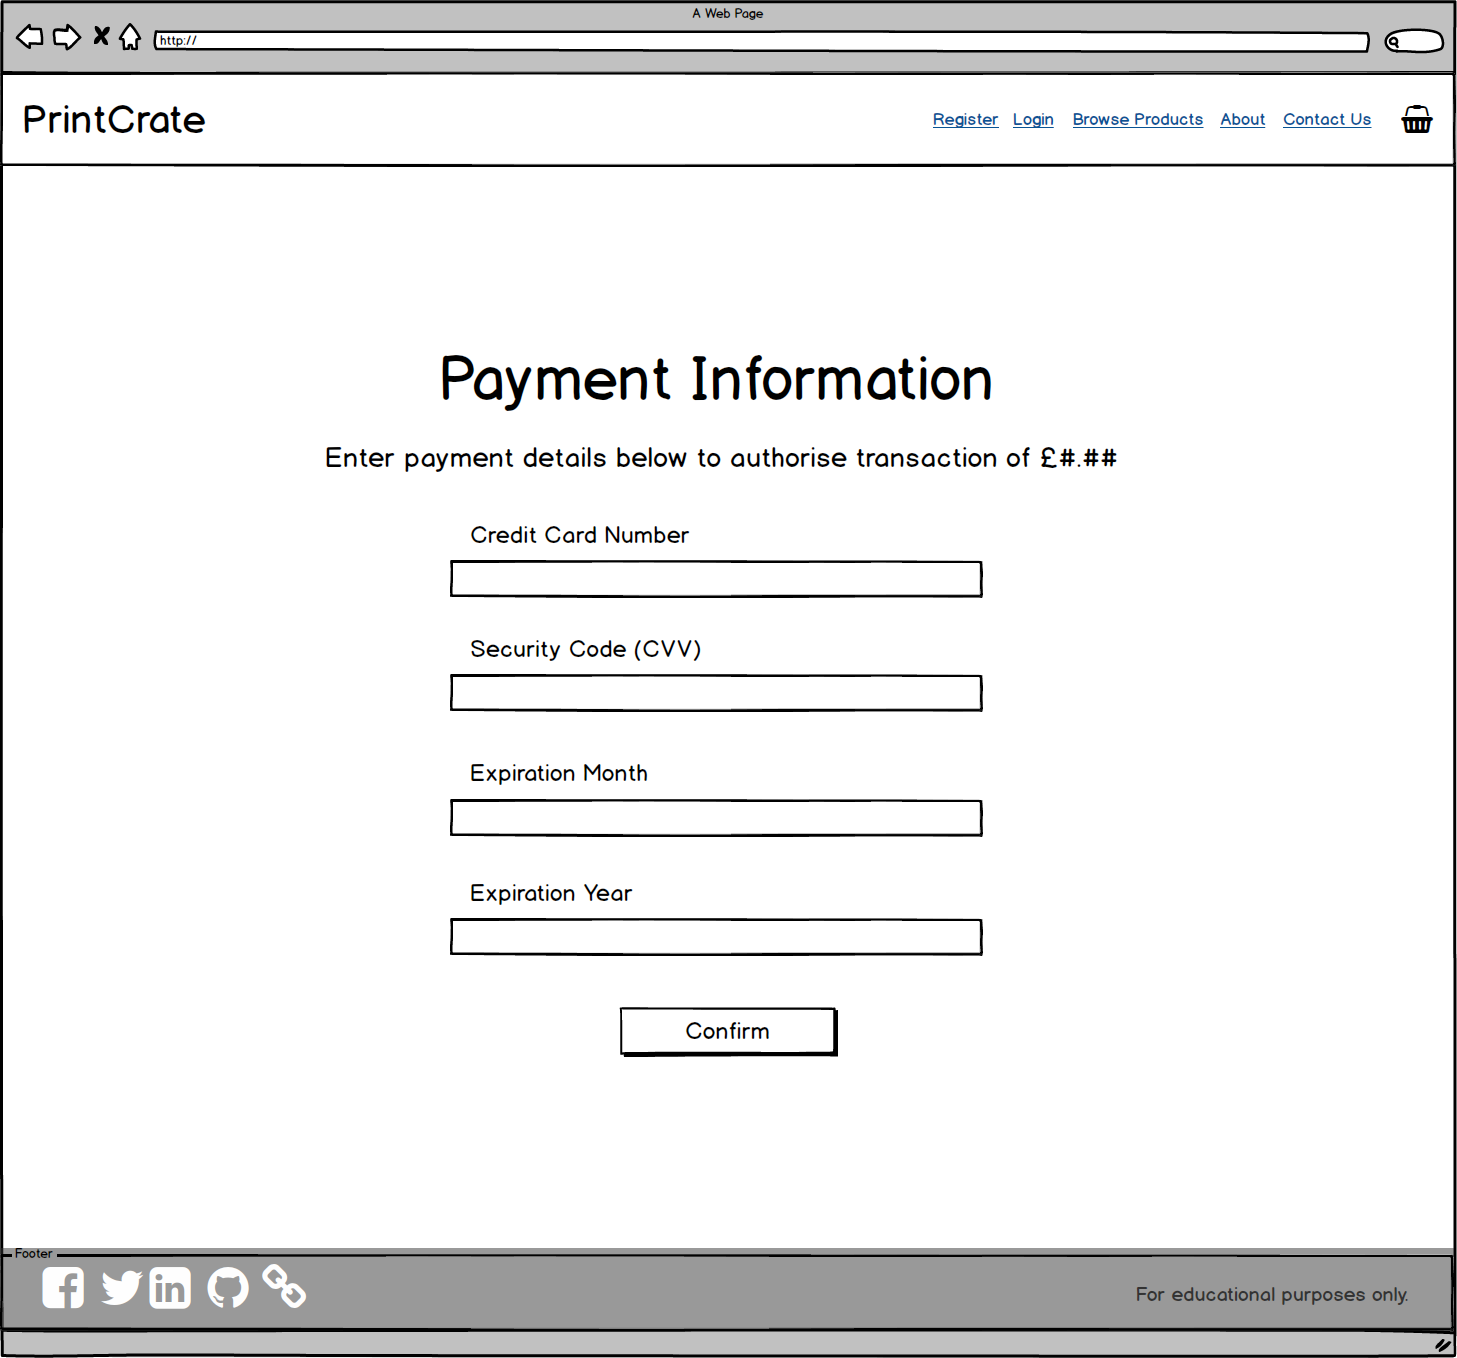 A Web Page
http://
PrintCrate
Register Login Browse Products About Contact Us
Payment Information
Enter payment details below to authorise transaction of £#.##
Credit Card Number
Security Code (CVV)
Expiration Month
Expiration Year
Confirm
Footer
For educational purposes only.